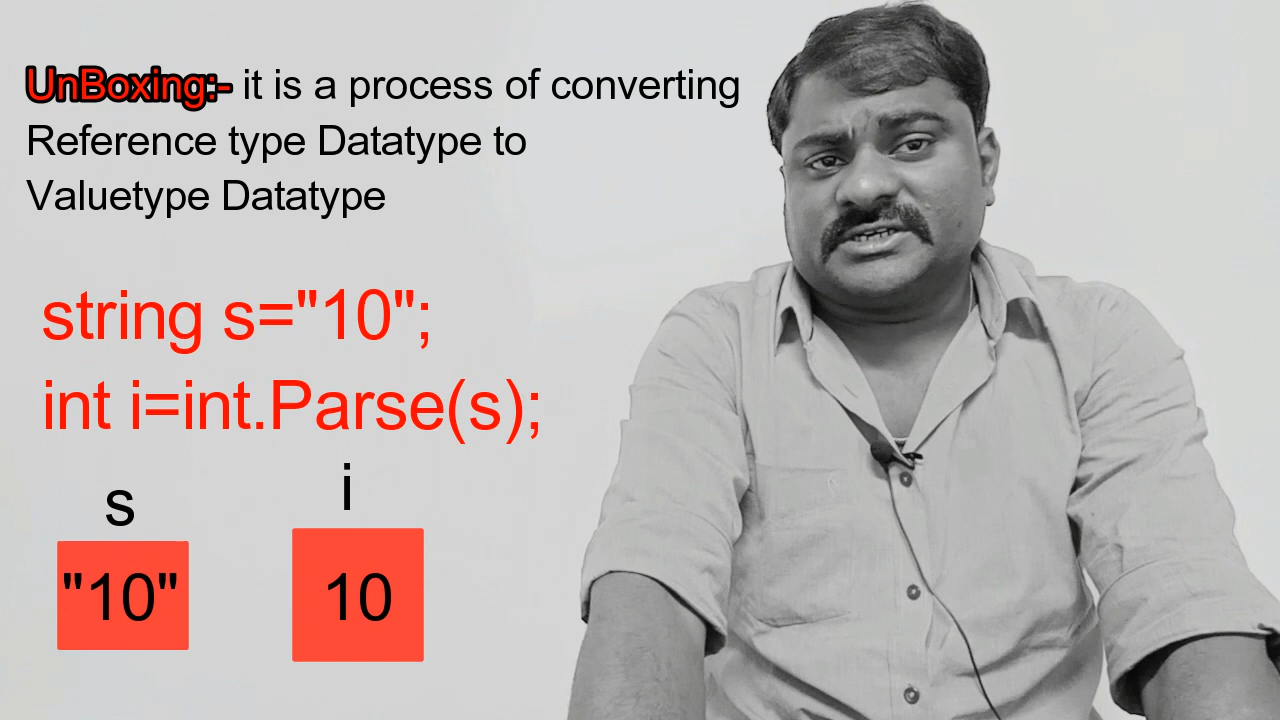 UnBoxing:- it is a process of converting
Reference type Datatype to
Valuetype Datatype
string s="10";
int i=int.Parse(s);
s i
"10" 10